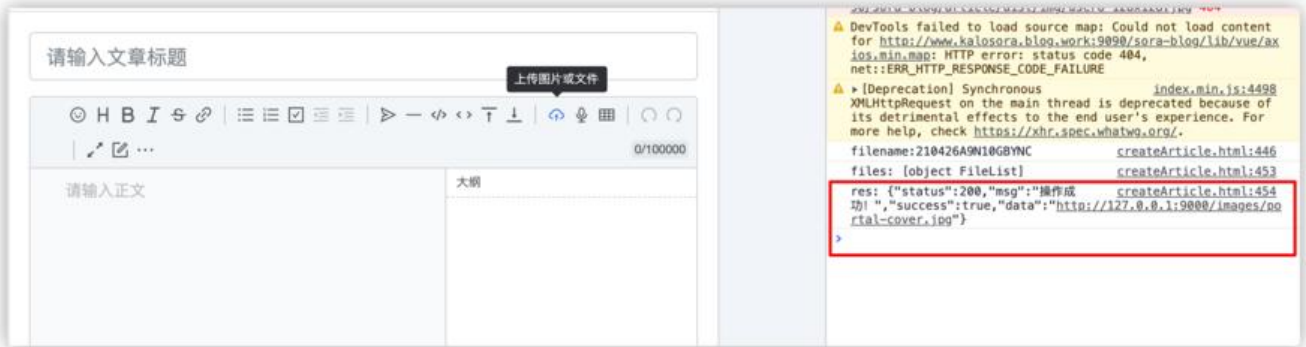 请输入文章标题
上传图片或文件
H B I S
0/100000
请输入正文
大纲
DevTools failed to load source map: Could not load content
for http://www.kalosora.blog.work:9090/sora-blog/lib/vue/ax
ios.min.map: HTTP error: status code 404,
net::ERR_HTTP_RESPONSE_CODE_FAILURE
[Deprecation] Synchronous index.min.js:4498
XMLHttpRequest on the main thread is deprecated because of
its detrimental effects to the end user's experience. For
more help, check https://xhr.spec.whatwg.org/.
filename:210426A9N10GBYNC createArticle.html:446
files: [object FileList] createArticle.html:453
res: {"status":200,"msg":"操作成 createArticle.html:454
功！","success":true,"data":"http://127.0.0.1:9000/images/po
rtal-cover.jpg"}